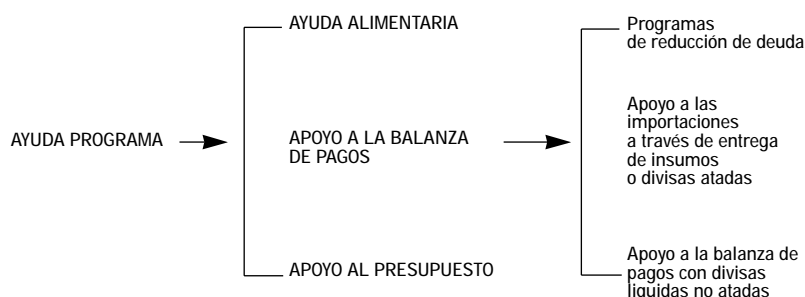 AYUDA PROGRAMA
AYUDA ALIMENTARIA
APOYO A LA BALANZA
DE PAGOS
APOYO AL PRESUPUESTO
Programas
de reducción de deuda
Apoyo a las
importaciones
a través de entrega
de insumos
o divisas atadas
Apoyo a la balanza de
pagos con divisas
liquidas no atadas